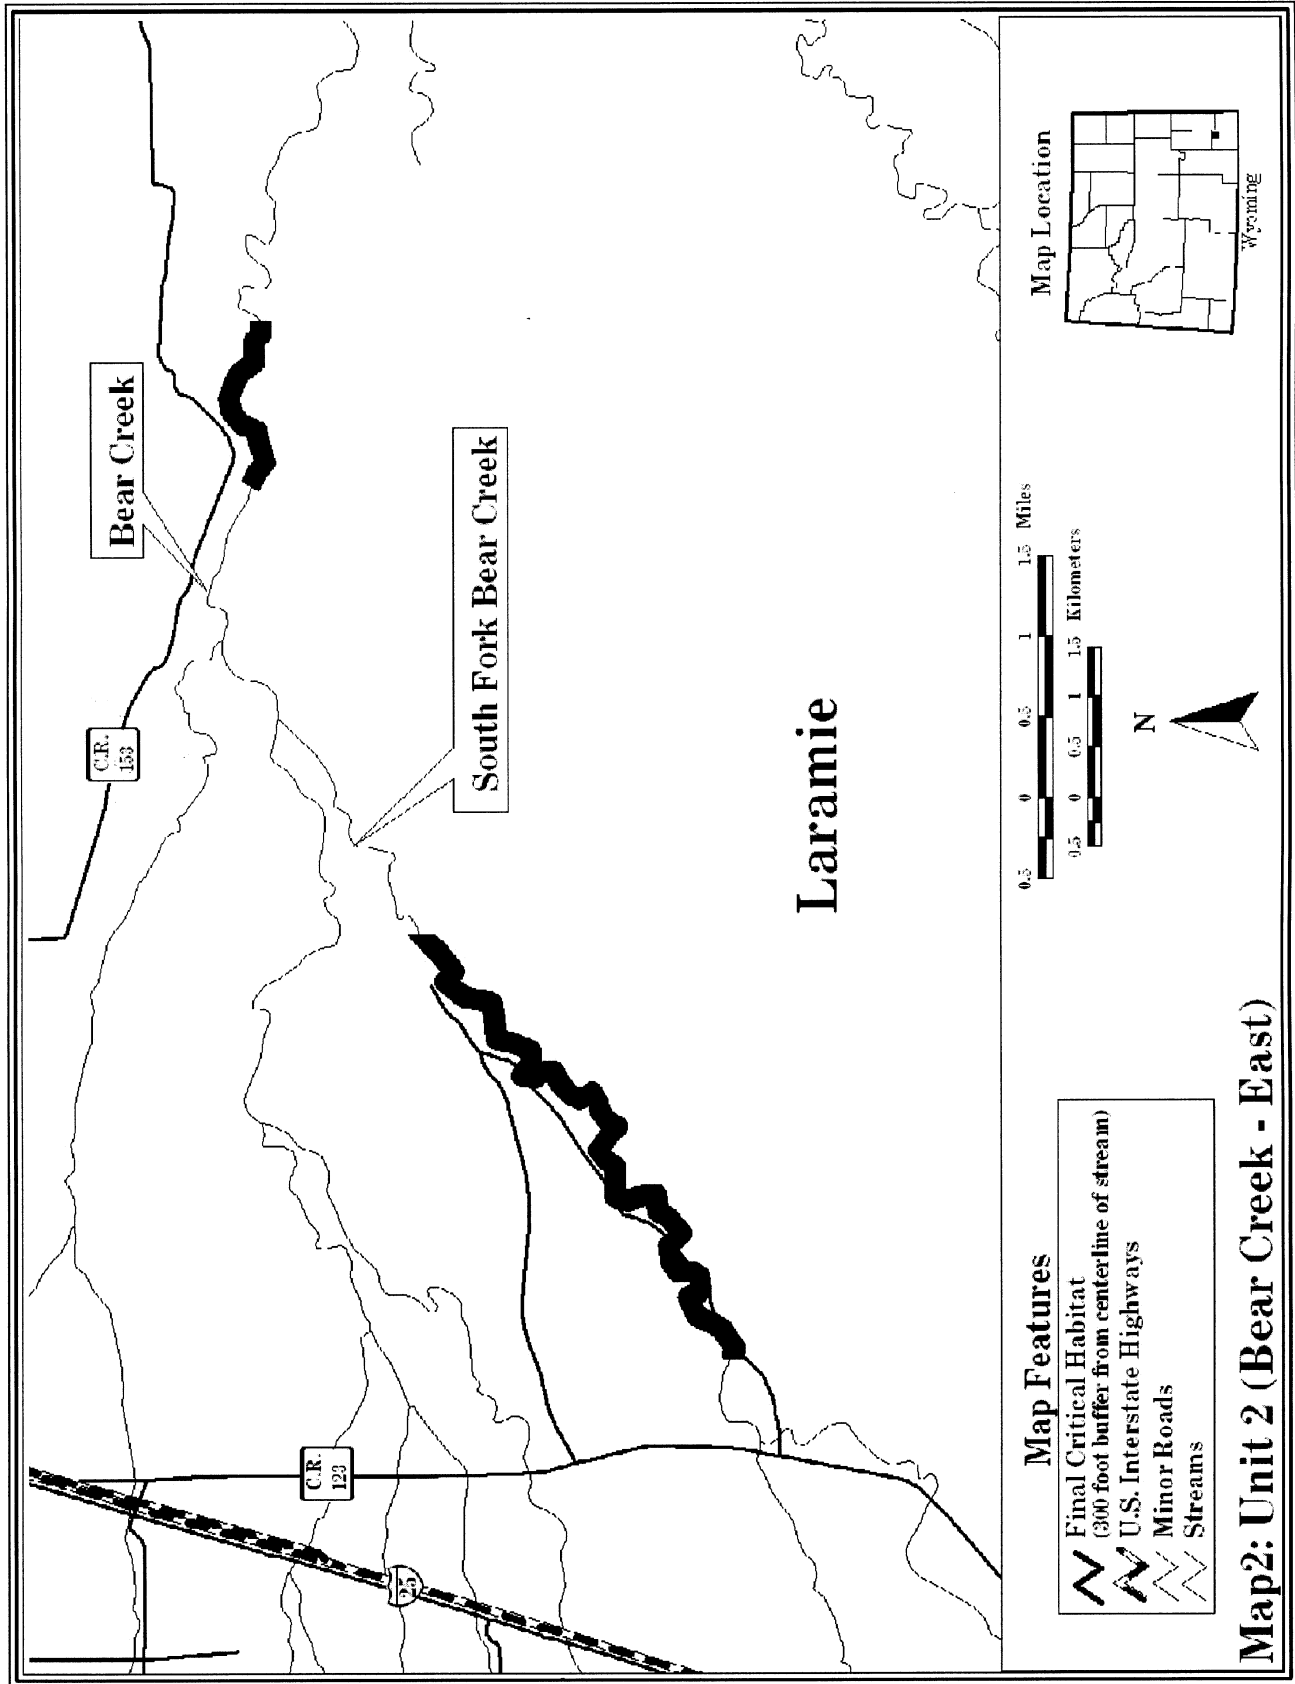 Bear Creek
C.R.
153
South Fork Bear Creek
Laramie
C.R.
123
25
Map Features
Final Critical Habitat
(300 foot buffer from centerline of stream)
U.S. Interstate Highways
Minor Roads
Streams
0.5 0 0.5 1 1.5 Miles
0.5 0 0.5 1 1.5 Kilometers
N
Map Location
Wyoming
Map2: Unit 2 (Bear Creek - East)